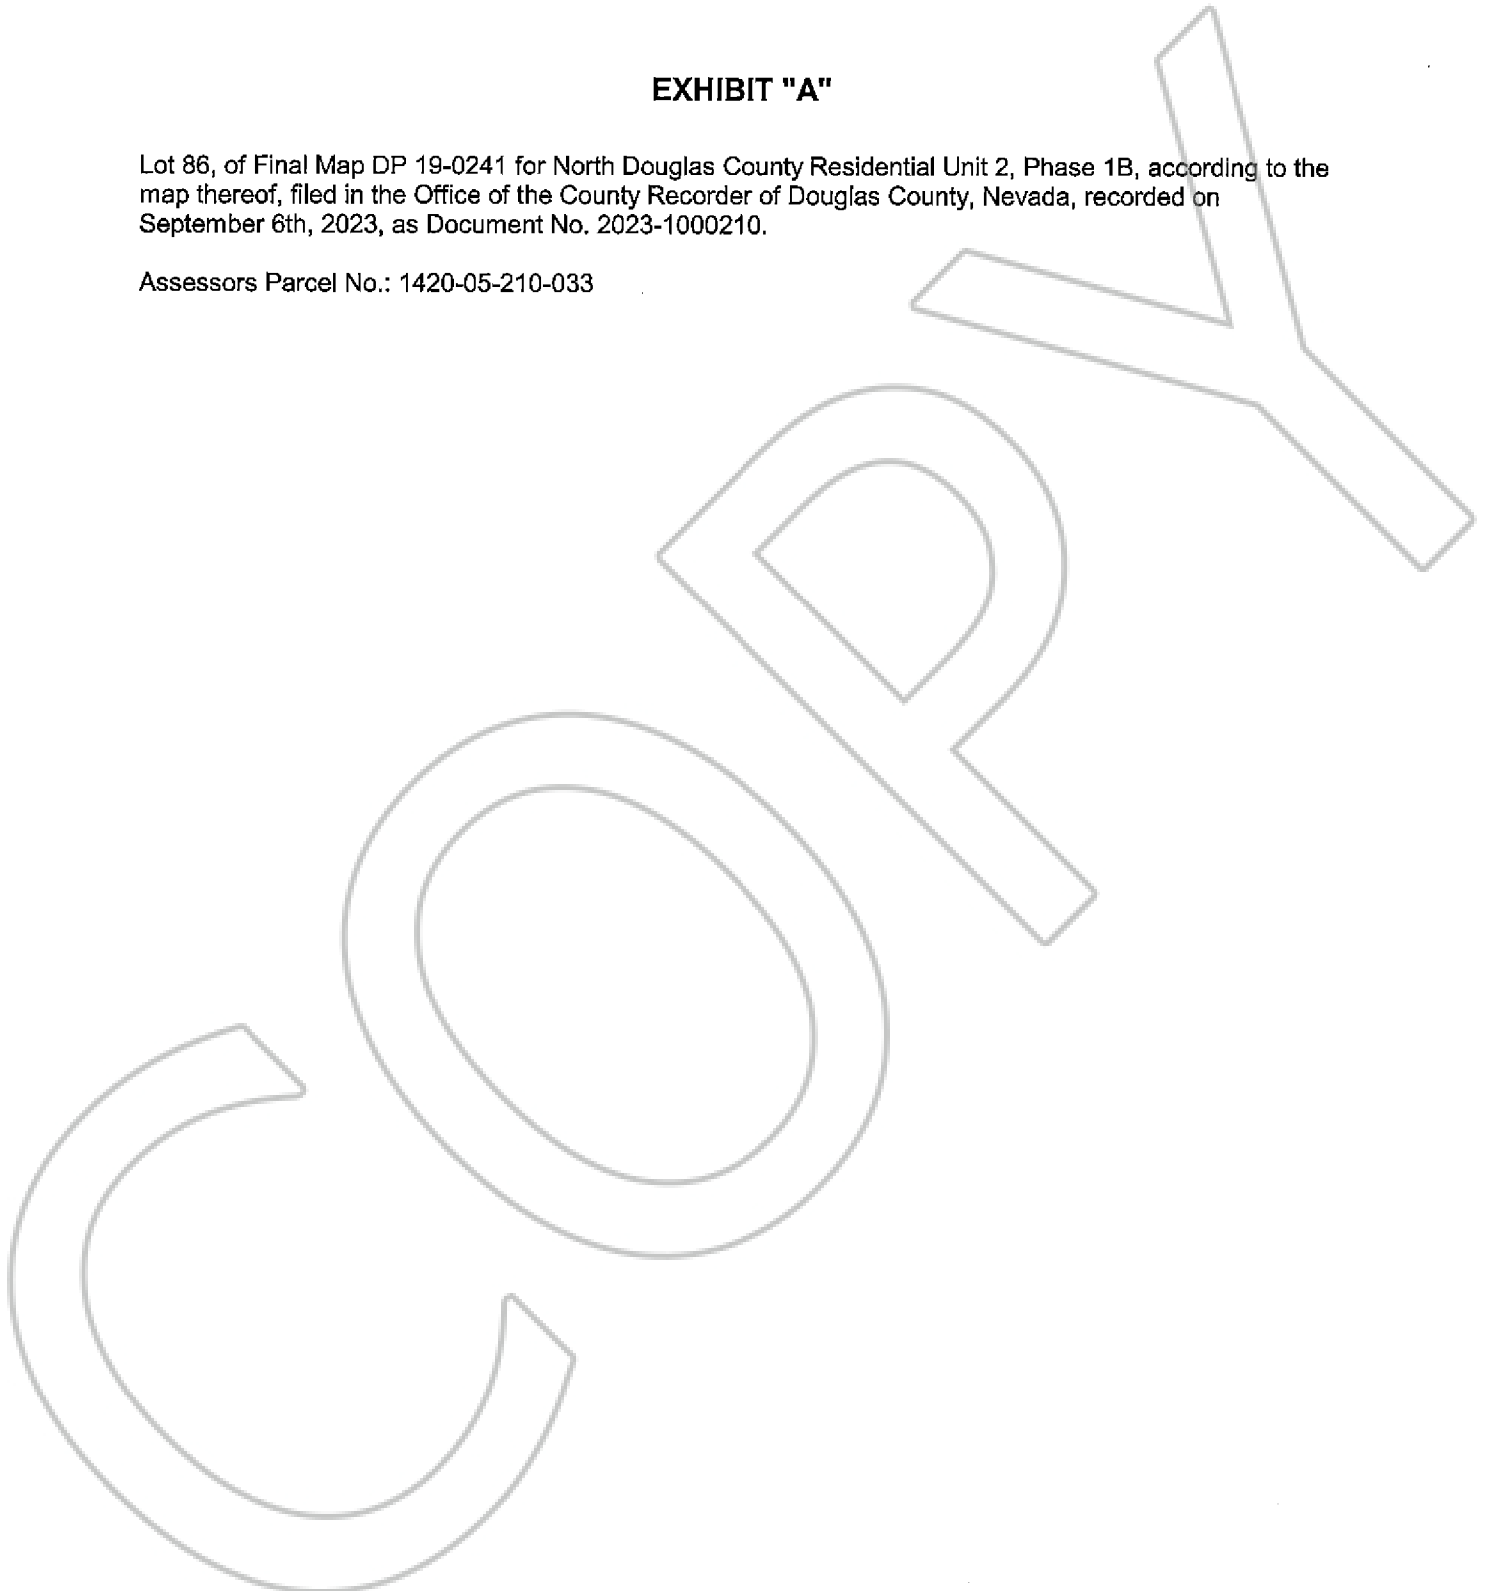 EXHIBIT "A"
Lot 86, of Final Map DP 19-0241 for North Douglas County Residential Unit 2, Phase 1B, according to the
map thereof, filed in the Office of the County Recorder of Douglas County, Nevada, recorded on
September 6th, 2023, as Document No. 2023-1000210.
Assessors Parcel No.: 1420-05-210-033
COPY